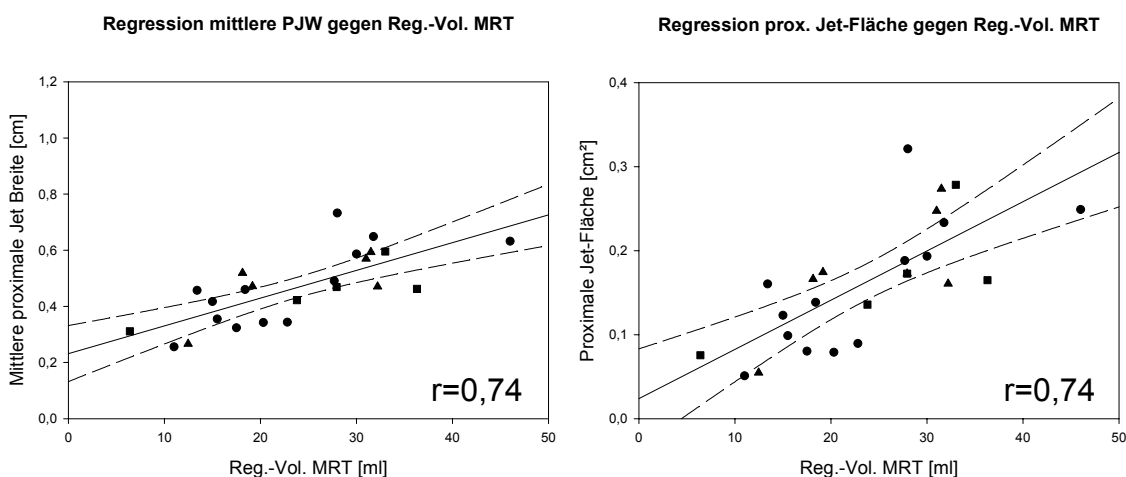 Regression mittlere PJW gegen Reg.-Vol. MRT
Mittlere proximale Jet Breite [cm]
1,2
1,0
0,8
0,6
0,4
0,2
0,0
r=0,74
0 10 20 30 40 50
Reg.-Vol. MRT [ml]
Regression prox. Jet-Fläche gegen Reg.-Vol. MRT
Proximale Jet-Fläche [cm²]
0,4
0,3
0,2
0,1
0,0
r=0,74
0 10 20 30 40 50
Reg.-Vol. MRT [ml]